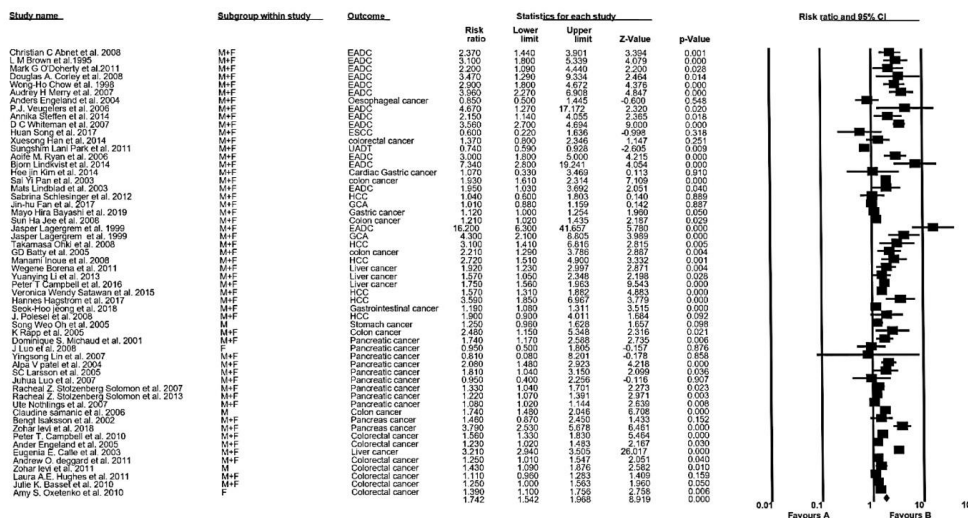 Study name Subgroup within study Outcome Statistics for each study Risk ratio and 95% CI
Risk ratio Lower limit Upper limit Z-Value p-Value
Christian C Abnet et al. 2008 M+F EADC 2.370 1.440 3.901 3.394 0.001
L M Brown et al.1995 M+F EADC 3.100 1.800 5.339 4.079 0.000
Mark G O'Doherty et al.2011 M+F EADC 2.200 1.090 4.440 2.200 0.028
Douglas A. Corley et al. 2008 M+F EADC 3.470 1.290 9.334 2.464 0.014
Wong-Ho Chow et al. 1998 M+F EADC 2.900 1.800 4.672 4.376 0.000
Audrey H Merry et al. 2007 M+F EADC 3.960 2.270 6.908 4.847 0.000
Anders Engeland et al. 2004 M+F Oesophageal cancer 0.850 0.500 1.445 -0.600 0.548
P.J. Veugelers et al. 2006 M+F EADC 4.670 1.270 17.172 2.320 0.020
Annika Steffen et al. 2014 M+F EADC 2.150 1.140 4.055 2.365 0.018
D C Whiteman et al. 2007 M+F EADC 3.560 2.700 4.694 9.000 0.000
Huan Song et al. 2017 M+F ESCC 0.600 0.220 1.636 -0.998 0.318
Xuesong Han et al. 2014 M+F colorectal cancer 1.370 0.800 2.346 1.147 0.251
Sungshim Lani Park et al. 2011 M+F UADT 0.740 0.590 0.928 -2.605 0.009
Aoife M. Ryan et al. 2006 M+F EADC 3.000 1.800 5.000 4.215 0.000
Bjorn Lindkvist et al. 2014 M+F EADC 7.340 2.800 19.241 4.054 0.000
Hee jin Kim et al. 2014 M+F Cardiac Gastric cancer 1.070 0.330 3.469 0.113 0.910
Sai Yi Pan et al. 2003 M+F colon cancer 1.930 1.610 2.314 7.109 0.000
Mats Lindblad et al. 2003 M+F EADC 1.950 1.030 3.692 2.051 0.040
Sabrina Schlesinger et al. 2012 M+F HCC 1.040 0.600 1.803 0.140 0.889
Jin-hu Fan et al. 2017 M+F GCA 1.010 0.880 1.159 0.142 0.887
Mayo Hira Bayashi et al. 2019 M+F Gastric cancer 1.120 1.000 1.254 1.960 0.050
Sun Ha Jee et al. 2008 M+F Colon cancer 1.210 1.020 1.435 2.187 0.029
Jasper Lagergrem et al. 1999 M+F EADC 16.200 6.300 41.657 5.780 0.000
Jasper Lagergrem et al. 1999 M+F GCA 4.300 2.100 8.805 3.989 0.000
Takamasa Ohki et al. 2008 M+F HCC 3.100 1.410 6.816 2.815 0.005
GD Batty et al. 2005 M+F colon cancer 2.210 1.290 3.786 2.887 0.004
Manami Inoue et al. 2008 M+F HCC 2.720 1.510 4.900 3.332 0.001
Wegene Borena et al. 2011 M+F Liver cancer 1.920 1.230 2.997 2.871 0.004
Yuanying Li et al. 2013 M+F Liver cancer 1.570 1.050 2.348 2.198 0.028
Peter T Campbell et al. 2016 M+F Liver cancer 1.750 1.560 1.963 9.543 0.000
Veronica Wendy Satawan et al. 2015 M+F HCC 1.570 1.310 1.882 4.883 0.000
Hannes Hagström et al. 2017 M+F HCC 3.590 1.850 6.967 3.779 0.000
Seok-Hoo jeong et al. 2018 M+F Gastrointestinal cancer 1.190 1.080 1.311 3.515 0.000
J. Polesel et al. 2008 M+F HCC 1.900 0.900 4.011 1.684 0.092
Song Weo Oh et al. 2005 M Stomach cancer 1.250 0.960 1.628 1.657 0.098
K Rapp et al. 2005 M+F Colon cancer 2.480 1.150 5.348 2.316 0.021
Dominique S. Michaud et al. 2001 M+F Pancreatic cancer 1.740 1.170 2.588 2.735 0.006
J Luo et al. 2008 F Pancreatic cancer 0.950 0.500 1.805 -0.157 0.876
Yingsong Lin et al. 2007 M+F Pancreatic cancer 0.810 0.080 8.201 -0.178 0.858
Alpa V patel et al. 2004 M+F Pancreatic cancer 2.080 1.480 2.923 4.218 0.000
SC Larsson et al. 2005 M+F Pancreatic cancer 1.810 1.040 3.150 2.099 0.036
Juhua Luo et al. 2007 M+F Pancreatic cancer 0.950 0.400 2.256 -0.116 0.907
Racheal Z. Stolzenberg Solomon et al. 2007 M+F Pancreatic cancer 1.330 1.040 1.701 2.273 0.023
Racheal Z. Stolzenberg Solomon et al. 2013 M+F Pancreatic cancer 1.220 1.070 1.391 2.971 0.003
Ute Nothlings et al. 2007 M+F Pancreatic cancer 1.080 1.020 1.144 2.639 0.008
Claudine samanic et al. 2006 M Colon cancer 1.740 1.480 2.046 6.708 0.000
Bengt Isaksson et al. 2002 M+F Pancreas cancer 1.460 0.870 2.450 1.433 0.152
Zohar levi et al. 2018 M+F Pancreas cancer 3.790 2.530 5.678 6.461 0.000
Peter T. Campbell et al. 2010 M+F Colorectal cancer 1.560 1.330 1.830 5.464 0.000
Ander Engeland et al. 2005 M+F Colorectal cancer 1.230 1.020 1.483 2.167 0.030
Eugenia E. Calle et al. 2003 M+F Liver cancer 3.210 2.940 3.505 26.017 0.000
Andrew O. deggard et al. 2011 M+F Colorectal cancer 1.250 1.010 1.547 2.051 0.040
Zohar levi et al. 2011 M Colorectal cancer 1.430 1.090 1.876 2.582 0.010
Laura A.E. Hughes et al. 2011 M+F Colorectal cancer 1.110 0.960 1.283 1.409 0.159
Julie K. Basset et al. 2010 M+F Colorectal cancer 1.250 1.000 1.563 1.960 0.050
Amy S. Oxetenko et al. 2010 F Colorectal cancer 1.390 1.100 1.756 2.758 0.006
1.742 1.542 1.968 8.919 0.000
0.01 0.1 1 10 10
Favours A Favours B